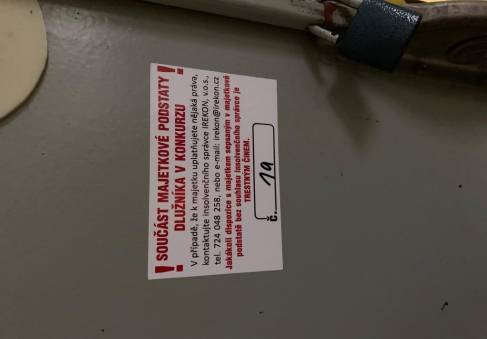 ! SOUČÁST MAJETKOVÉ PODSTATY !
! DLUŽNÍKA V KONKURZU !
V případě, že k majetku uplatňujete nějaká práva,
kontaktujte insolvenčního správce IREKON, v.o.s.,
tel. 724 048 258, nebo e-mail: irekon@irekon.cz
Jakákoli dispozice s majetkem sepsaným v majetkové
podstatě bez souhlasu insolvenčního správce je
TRESTNÝM ČINEM.
č. 19